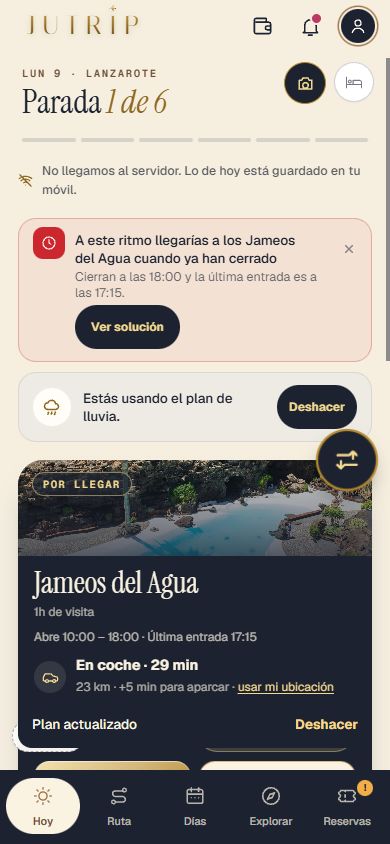 JUTRIP
LUN 9 · LANZAROTE
Parada 1 de 6
No llegamos al servidor. Lo de hoy está guardado en tu
móvil.
A este ritmo llegarías a los Jameos
del Agua cuando ya han cerrado
Cierran a las 18:00 y la última entrada es a
las 17:15.
Ver solución
Estás usando el plan de
lluvia.
Deshacer
POR LLEGAR
Jameos del Agua
1h de visita
Abre 10:00 – 18:00 · Última entrada 17:15
En coche · 29 min
23 km · +5 min para aparcar · usar mi ubicación
Plan actualizado
Deshacer
!
Hoy
Ruta
Días
Explorar
Reservas